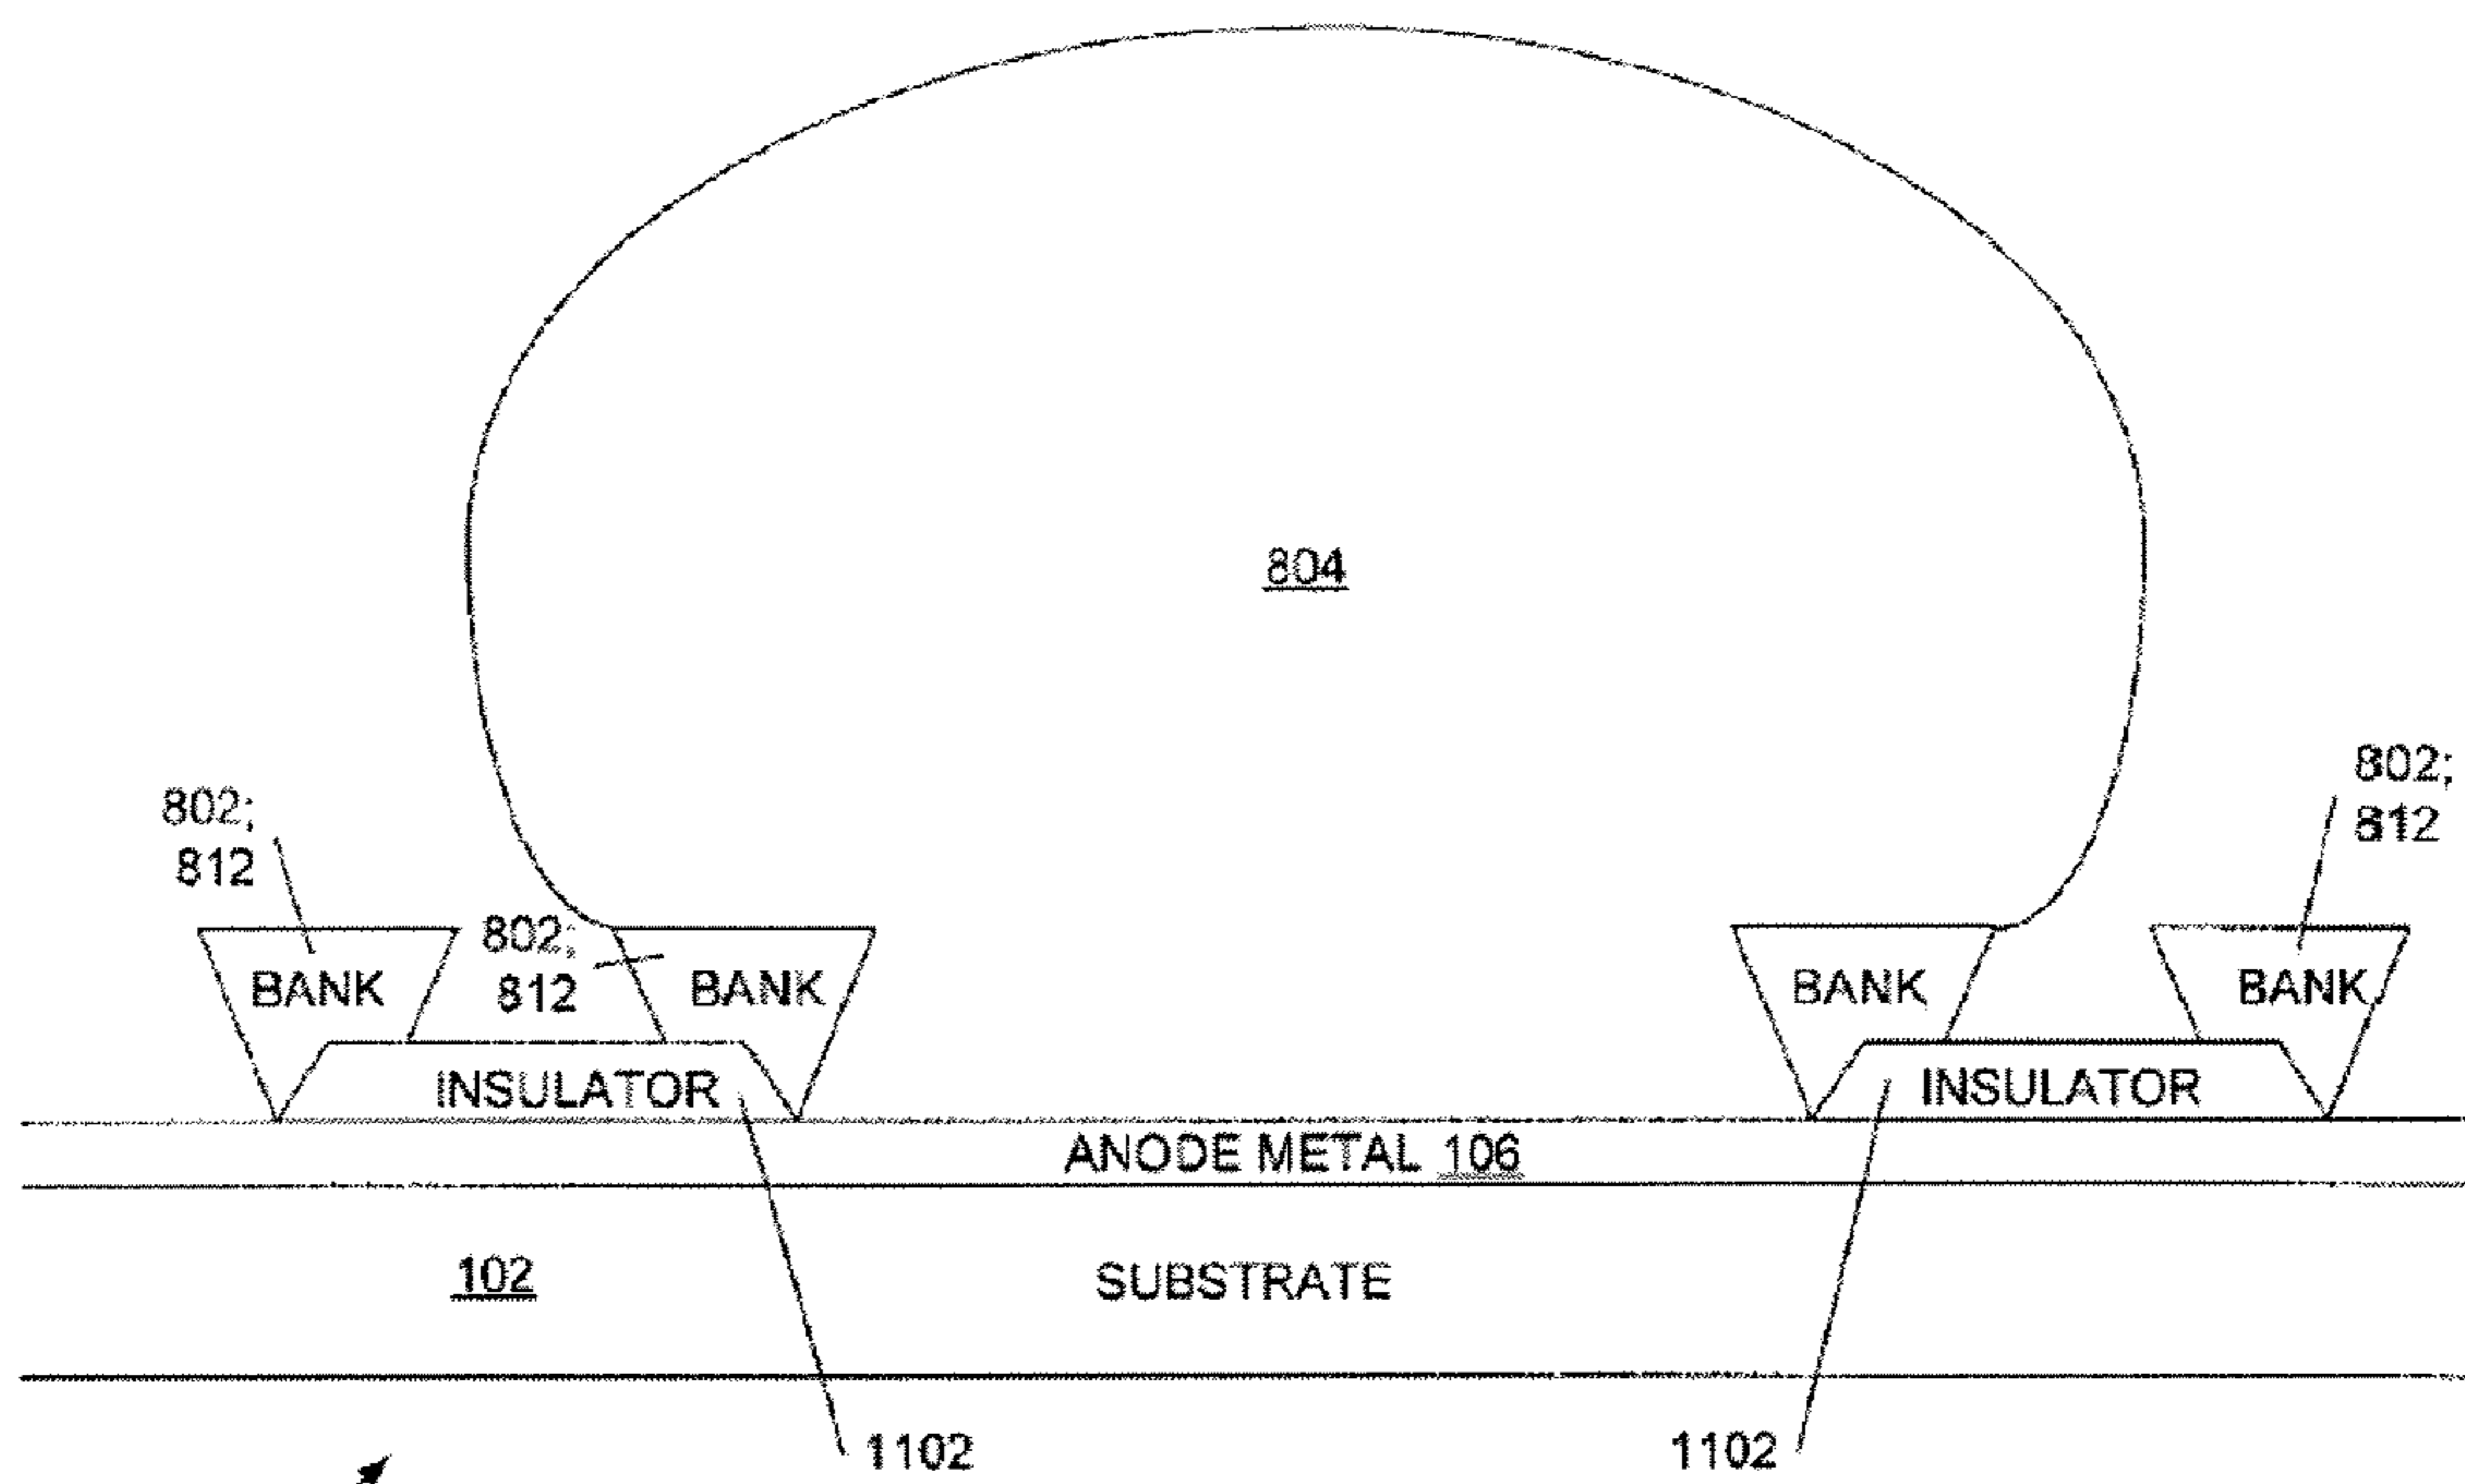 804
802;
812
802;
812
802;
812
BANK
BANK
BANK
BANK
INSULATOR
INSULATOR
ANODE METAL 106
102
SUBSTRATE
1102
1102